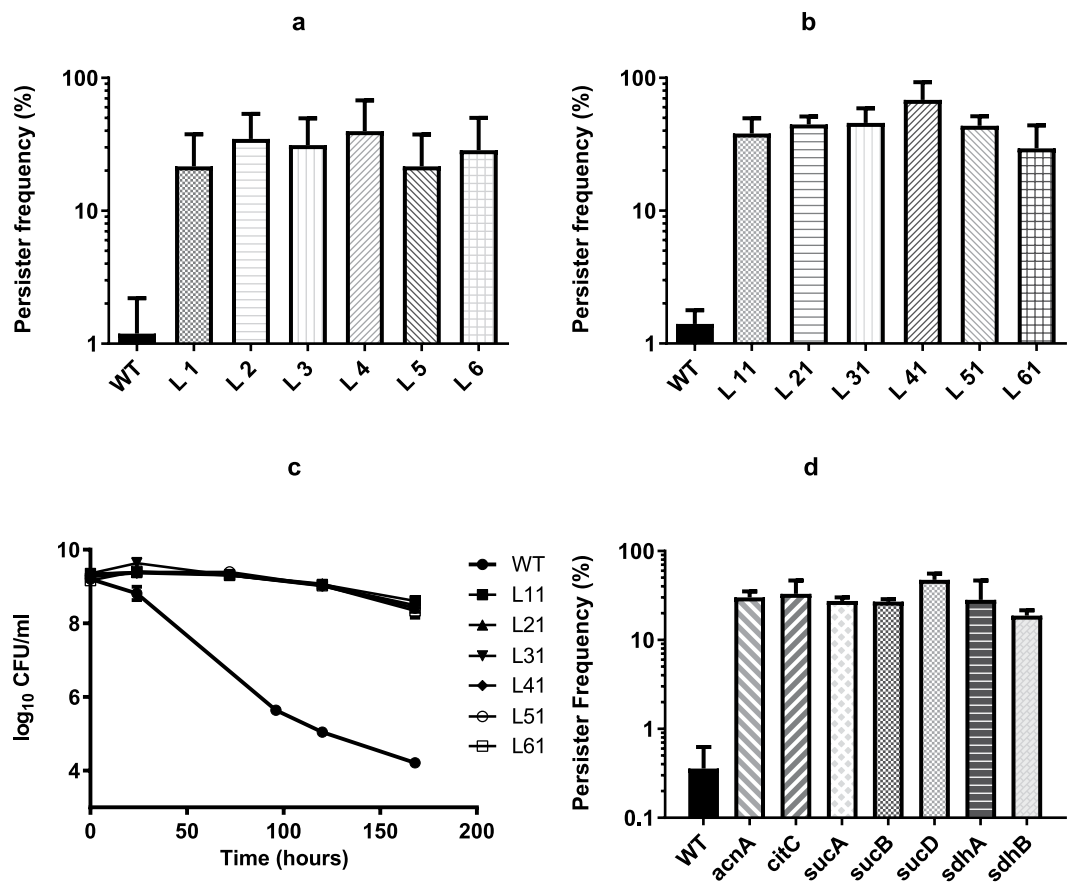 a
Persister frequency (%)
100
10
1
WT
L 1
L 2
L 3
L 4
L 5
L 6
b
Persister frequency (%)
100
10
1
WT
L 11
L 21
L 31
L 41
L 51
L 61
c
log10 CFU/ml
10
8
6
4
0
50
100
150
200
Time (hours)
WT
L11
L21
L31
L41
L51
L61
d
Persister Frequency (%)
100
10
1
0.1
WT
acnA
citC
sucA
sucB
sucD
sdhA
sdhB